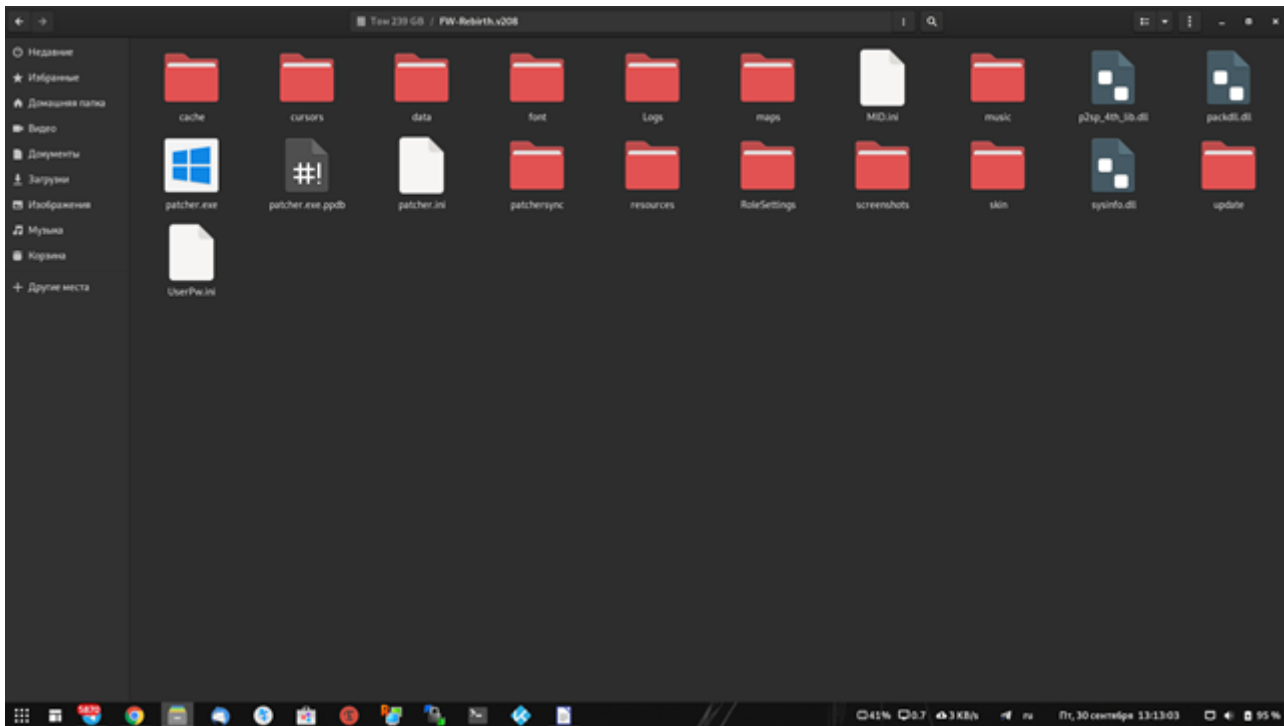 Том 239 GB / FW-Rebirth.v208
Недавние
Избранные
Домашняя папка
Видео
Документы
Загрузки
Изображения
Музыка
Корзина
Другие места
cache
cursors
data
font
Logs
maps
MID.ini
music
p2sp_4th_lib.dll
packdll.dll
patcher.exe
patcher.exe.ppdb
patcher.ini
patchersync
resources
RoleSettings
screenshots
skin
sysinfo.dll
update
UserPw.ini
5870
41% 0.7 3 KB/s ru Пт, 30 сентября 13:13:03 95 %